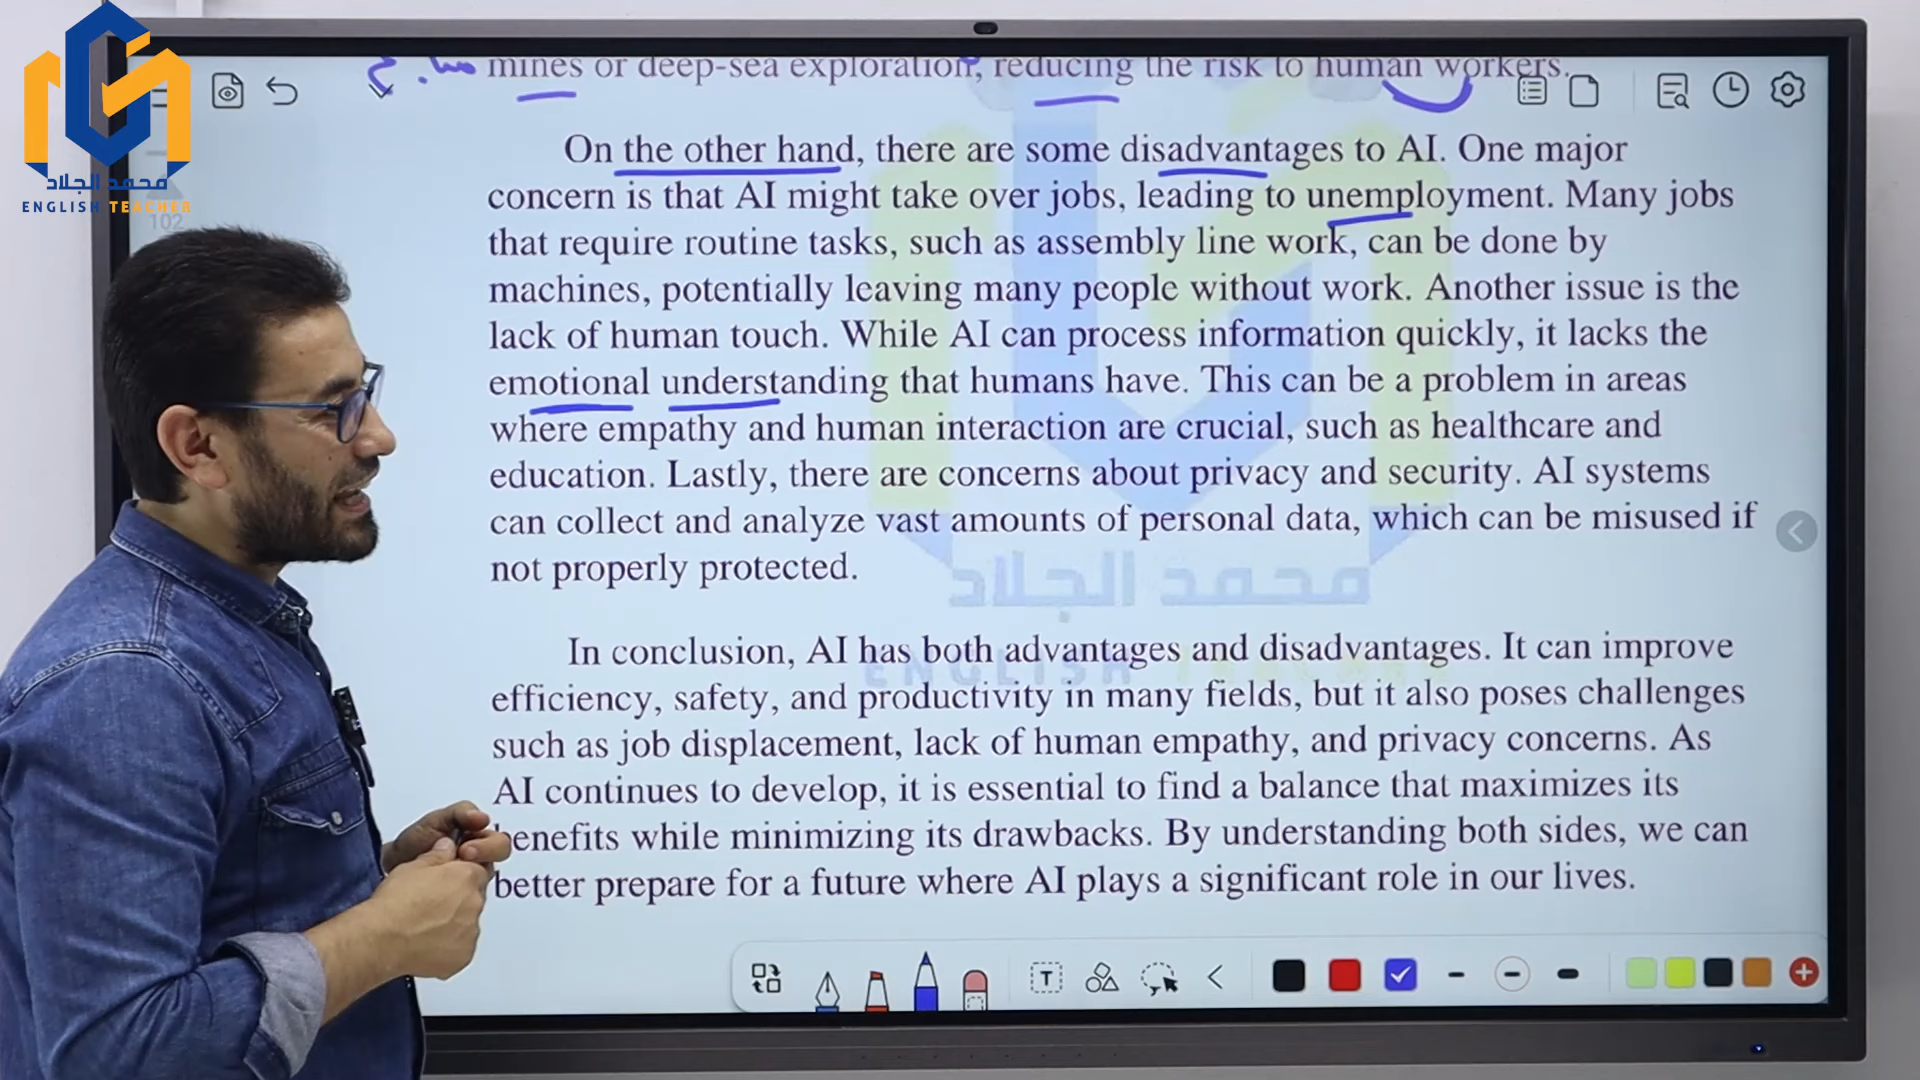 محمد الجلاد
ENGLISH TEACHER
102
mines or deep-sea exploration, reducing the risk to human workers.
On the other hand, there are some disadvantages to AI. One major
concern is that AI might take over jobs, leading to unemployment. Many jobs
that require routine tasks, such as assembly line work, can be done by
machines, potentially leaving many people without work. Another issue is the
lack of human touch. While AI can process information quickly, it lacks the
emotional understanding that humans have. This can be a problem in areas
where empathy and human interaction are crucial, such as healthcare and
education. Lastly, there are concerns about privacy and security. AI systems
can collect and analyze vast amounts of personal data, which can be misused if
not properly protected.
محمد الجلاد
In conclusion, AI has both advantages and disadvantages. It can improve
ENGLISH
efficiency, safety, and productivity in many fields, but it also poses challenges
such as job displacement, lack of human empathy, and privacy concerns. As
AI continues to develop, it is essential to find a balance that maximizes its
benefits while minimizing its drawbacks. By understanding both sides, we can
better prepare for a future where AI plays a significant role in our lives.
T